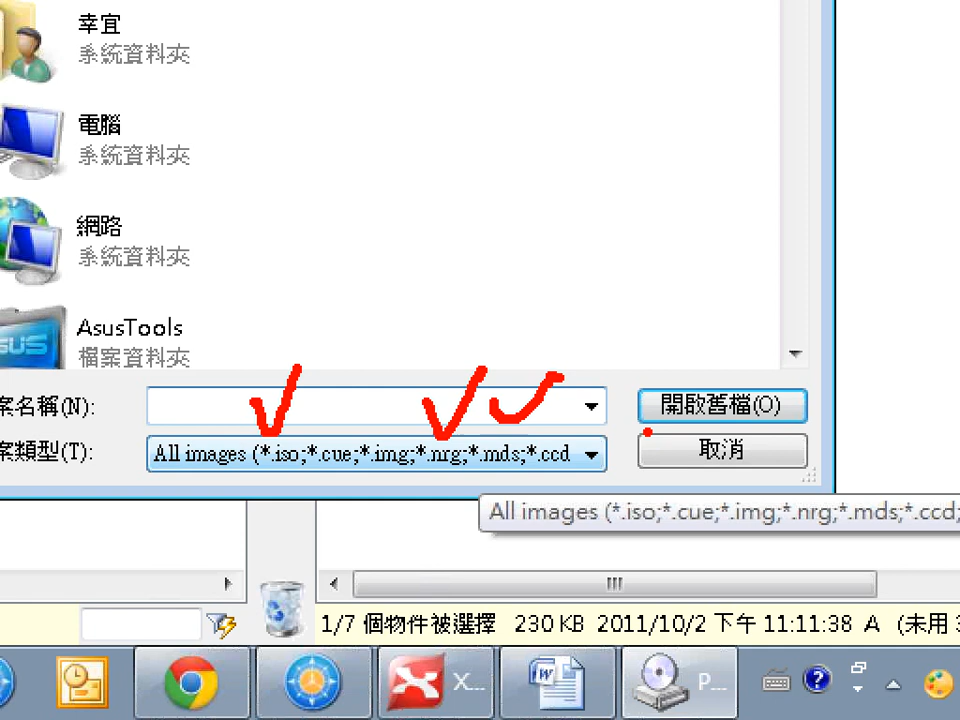 幸宜
系統資料夾
電腦
系統資料夾
網路
系統資料夾
AsusTools
檔案資料夾
案名稱(N):
開啟舊檔(O)
案類型(T):
All images (*.iso;*.cue;*.img;*.nrg;*.mds;*.ccd
取消
All images (*.iso;*.cue;*.img;*.nrg;*.mds;*.ccd;
1/7 個物件被選擇 230 KB 2011/10/2 下午 11:11:38 A (未用 3
X...
P...